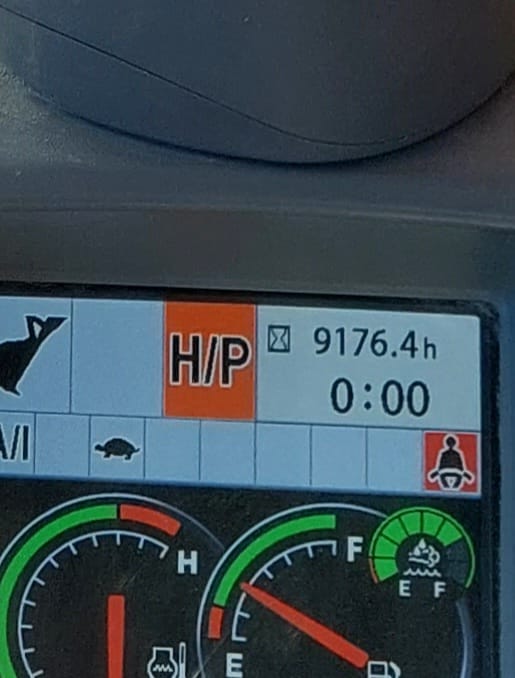 H/P
9176.4h
0:00
A/I
H
F
E F
E